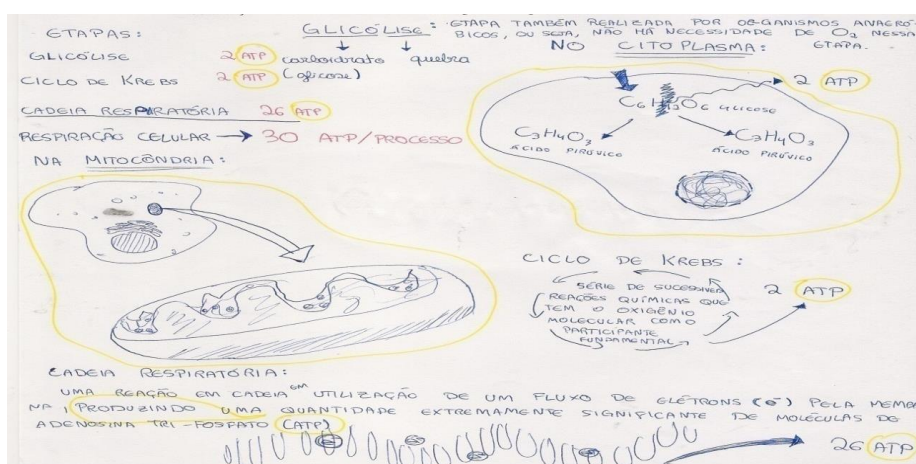 ETAPAS:
GLICÓLISE 2 ATP
CICLO DE KREBS 2 ATP
CADEIA RESPIRATÓRIA 26 ATP
RESPIRAÇÃO CELULAR → 30 ATP/PROCESSO
NA MITOCÔNDRIA:
GLICÓLISE: ETAPA TAMBÉM REALIZADA POR ORGANISMOS ANAERÓ
BICOS, OU SEJA, NÃO HÁ NECESSIDADE DE O2 NESSA
ETAPA.
carboidrato quebra
(glicose)
NO CITOPLASMA:
2 ATP
GLICOSE
C3H4O3 C3H4O3
ÁCIDO PIRÚVICO ÁCIDO PIRÚVICO
CICLO DE KREBS:
SÉRIE DE SUCESSIVAS
REAÇÕES QUÍMICAS QUE
TEM O OXIGÊNIO
MOLECULAR COMO
PARTICIPANTE
FUNDAMENTAL
2 ATP
CADEIA RESPIRATÓRIA:
UMA REAÇÃO EM CADEIA EM UTILIZAÇÃO DE UM FLUXO DE ELÉTRONS (e-) PELA MEMB
NA, PRODUZINDO UMA QUANTIDADE EXTREMAMENTE SIGNIFICANTE DE MOLÉCULAS DE
ADENOSINA TRI-FOSFATO (ATP)
26 ATP